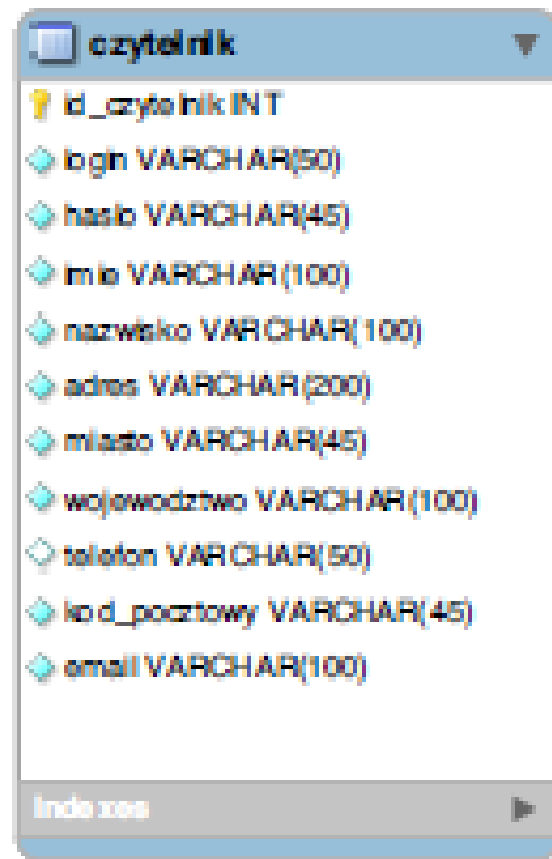 czytelnik
id_czytelnik INT
login VARCHAR(50)
haslo VARCHAR(45)
imie VARCHAR(100)
nazwisko VARCHAR(100)
adres VARCHAR(200)
miasto VARCHAR(45)
wojewodztwo VARCHAR(100)
telefon VARCHAR(50)
kod_pocztowy VARCHAR(45)
email VARCHAR(100)
Indexes